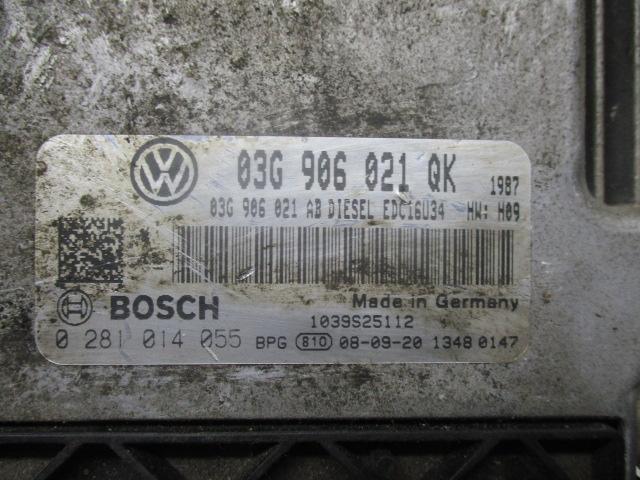 03G 906 021 QK 1987
03G 906 021 AB DIESEL EDC16U34 HW: H09
BOSCH Made in Germany
1039S25112
0 281 014 055 BPG 810 08-09-20 1348 0147